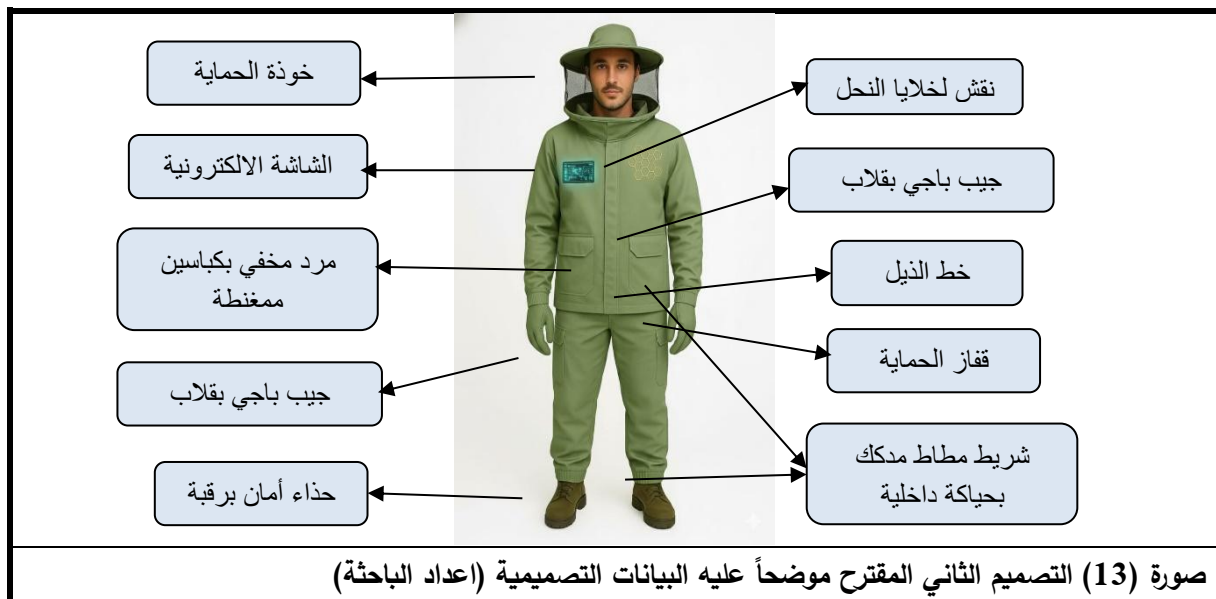 خوذة الحماية
نقش لخلايا النحل
الشاشة الالكترونية
جيب باجي بقلاب
مرد مخفي بكباسين
ممغنطة
خط الذيل
قفاز الحماية
جيب باجي بقلاب
شريط مطاط مدكك
بحياكة داخلية
حذاء أمان برقبة
صورة (13) التصميم الثاني المقترح موضحاً عليه البيانات التصميمية (اعداد الباحثة)